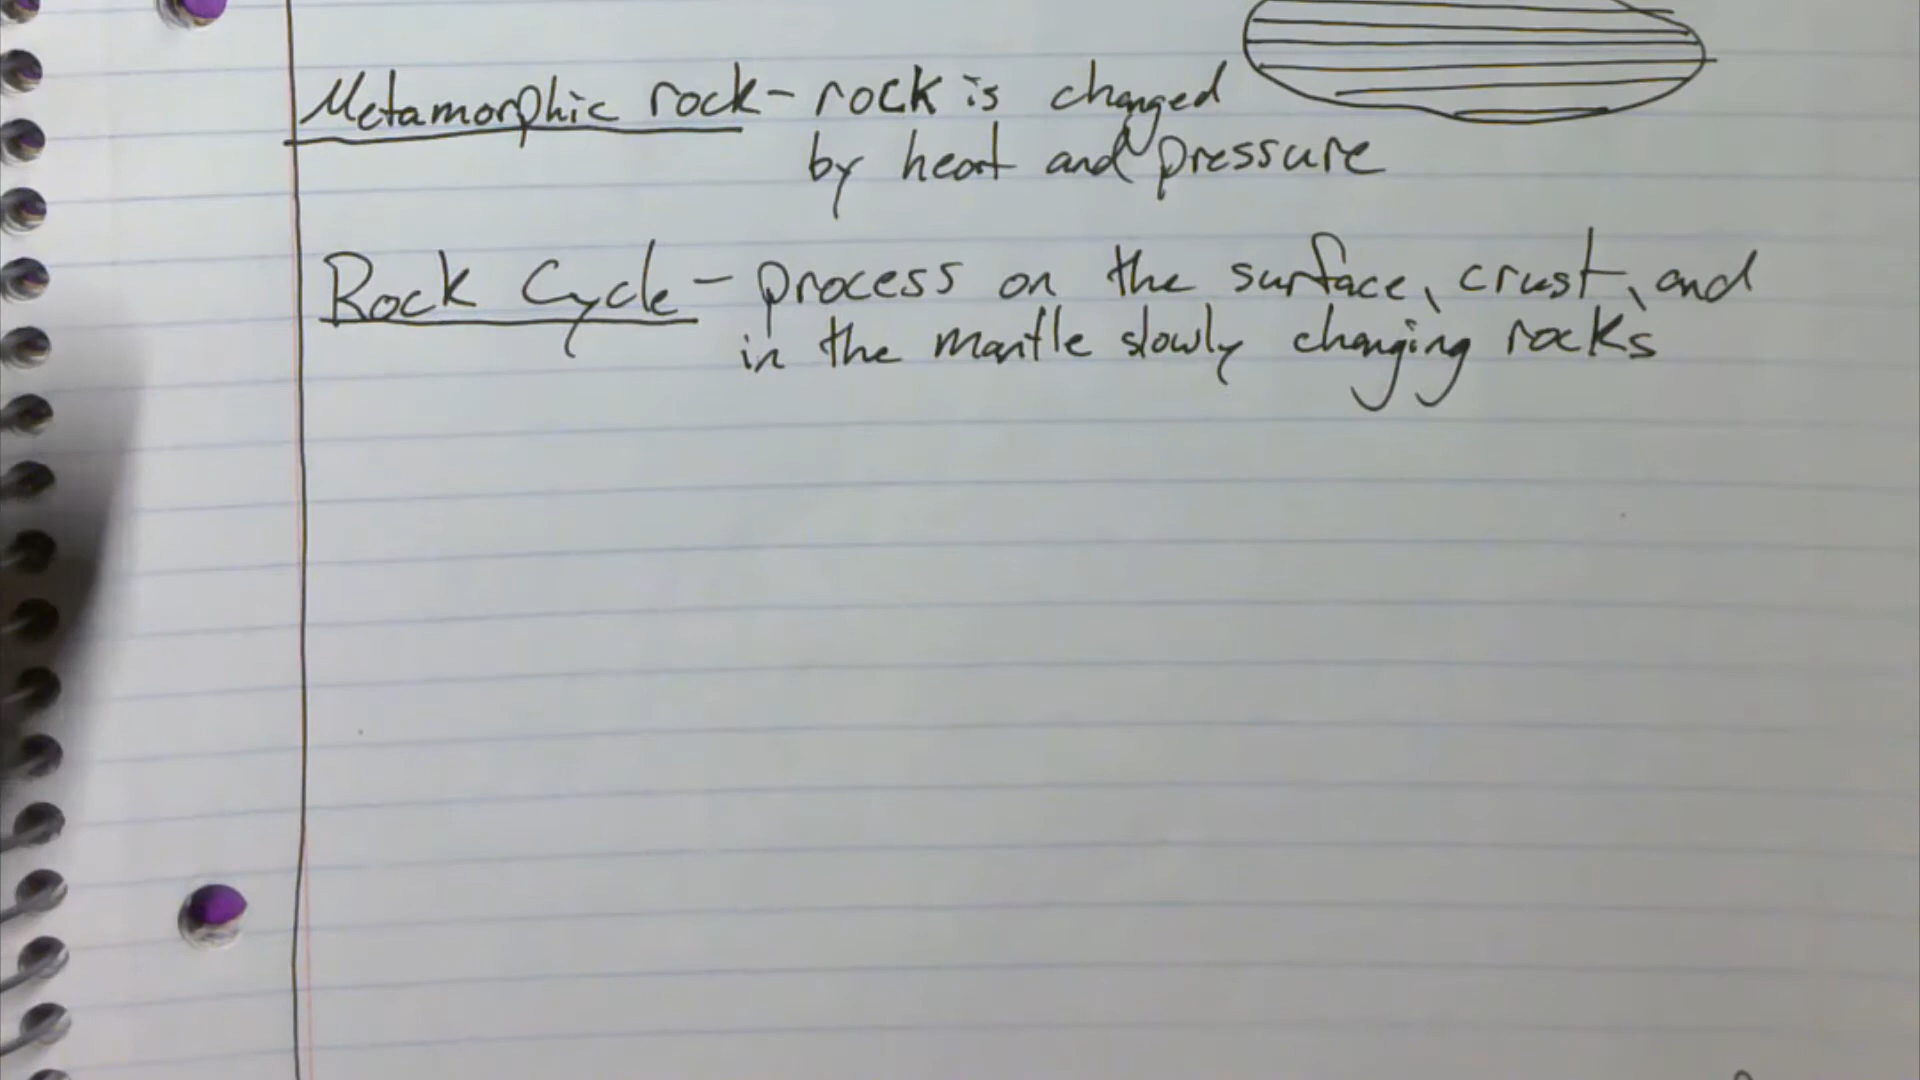 Metamorphic rock - rock is changed
by heat and pressure
Rock Cycle - process on the surface, crust, and
in the mantle slowly changing rocks